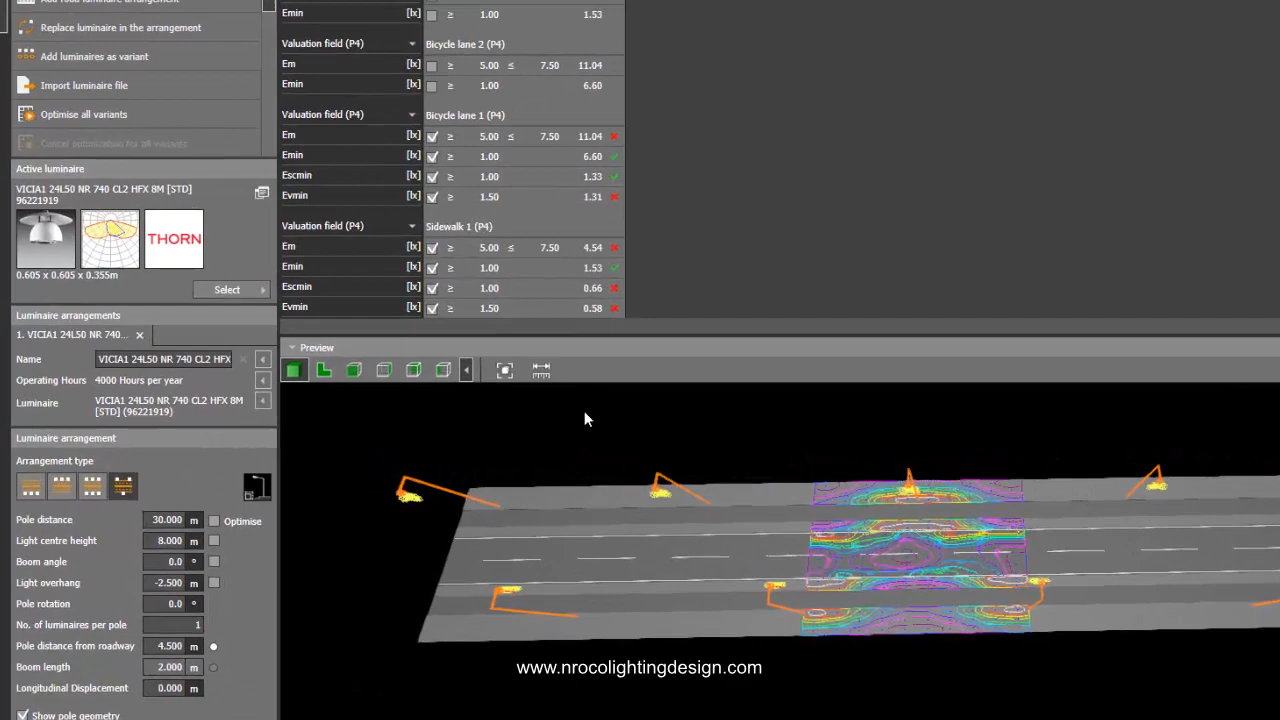 Add road luminaire arrangement
Replace luminaire in the arrangement
Add luminaires as variant
Import luminaire file
Optimise all variants
Active luminaire
VICIA1 24L50 NR 740 CL2 HFX 8M [STD]
96221919
THORN
0.605 x 0.605 x 0.355m
Select
Luminaire arrangements
1. VICIA1 24L50 NR 740...
Name VICIA1 24L50 NR 740 CL2 HFX
Operating Hours 4000 Hours per year
Luminaire VICIA1 24L50 NR 740 CL2 HFX 8M
[STD] (96221919)
Luminaire arrangement
Arrangement type
Pole distance 30.000 m Optimise
Light centre height 8.000 m
Boom angle 0.0 °
Light overhang -2.500 m
Pole rotation 0.0 °
No. of luminaires per pole 1
Pole distance from roadway 4.500 m
Boom length 2.000 m
Longitudinal Displacement 0.000 m
Show pole geometry
Emin [lx] ≥ 1.00 1.53
Valuation field (P4) Bicycle lane 2 (P4)
Em [lx] ≥ 5.00 ≤ 7.50 11.04
Emin [lx] ≥ 1.00 6.60
Valuation field (P4) Bicycle lane 1 (P4)
Em [lx] ≥ 5.00 ≤ 7.50 11.04
Emin [lx] ≥ 1.00 6.60
Escmin [lx] ≥ 1.00 1.33
Evmin [lx] ≥ 1.50 1.31
Valuation field (P4) Sidewalk 1 (P4)
Em [lx] ≥ 5.00 ≤ 7.50 4.54
Emin [lx] ≥ 1.00 1.53
Escmin [lx] ≥ 1.00 0.66
Evmin [lx] ≥ 1.50 0.58
Preview
www.nrocolightingdesign.com